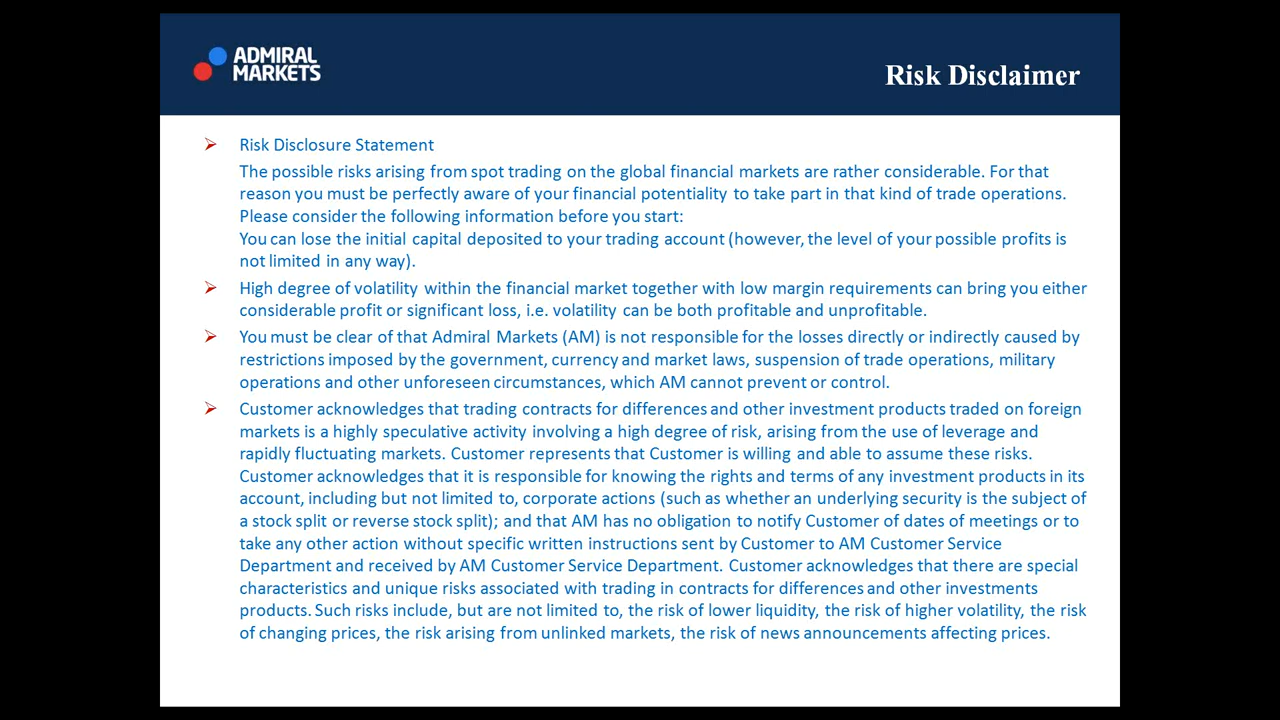 ADMIRAL
MARKETS
Risk Disclaimer
Risk Disclosure Statement
The possible risks arising from spot trading on the global financial markets are rather considerable. For that
reason you must be perfectly aware of your financial potentiality to take part in that kind of trade operations.
Please consider the following information before you start:
You can lose the initial capital deposited to your trading account (however, the level of your possible profits is
not limited in any way).
High degree of volatility within the financial market together with low margin requirements can bring you either
considerable profit or significant loss, i.e. volatility can be both profitable and unprofitable.
You must be clear of that Admiral Markets (AM) is not responsible for the losses directly or indirectly caused by
restrictions imposed by the government, currency and market laws, suspension of trade operations, military
operations and other unforeseen circumstances, which AM cannot prevent or control.
Customer acknowledges that trading contracts for differences and other investment products traded on foreign
markets is a highly speculative activity involving a high degree of risk, arising from the use of leverage and
rapidly fluctuating markets. Customer represents that Customer is willing and able to assume these risks.
Customer acknowledges that it is responsible for knowing the rights and terms of any investment products in its
account, including but not limited to, corporate actions (such as whether an underlying security is the subject of
a stock split or reverse stock split); and that AM has no obligation to notify Customer of dates of meetings or to
take any other action without specific written instructions sent by Customer to AM Customer Service
Department and received by AM Customer Service Department. Customer acknowledges that there are special
characteristics and unique risks associated with trading in contracts for differences and other investments
products. Such risks include, but are not limited to, the risk of lower liquidity, the risk of higher volatility, the risk
of changing prices, the risk arising from unlinked markets, the risk of news announcements affecting prices.